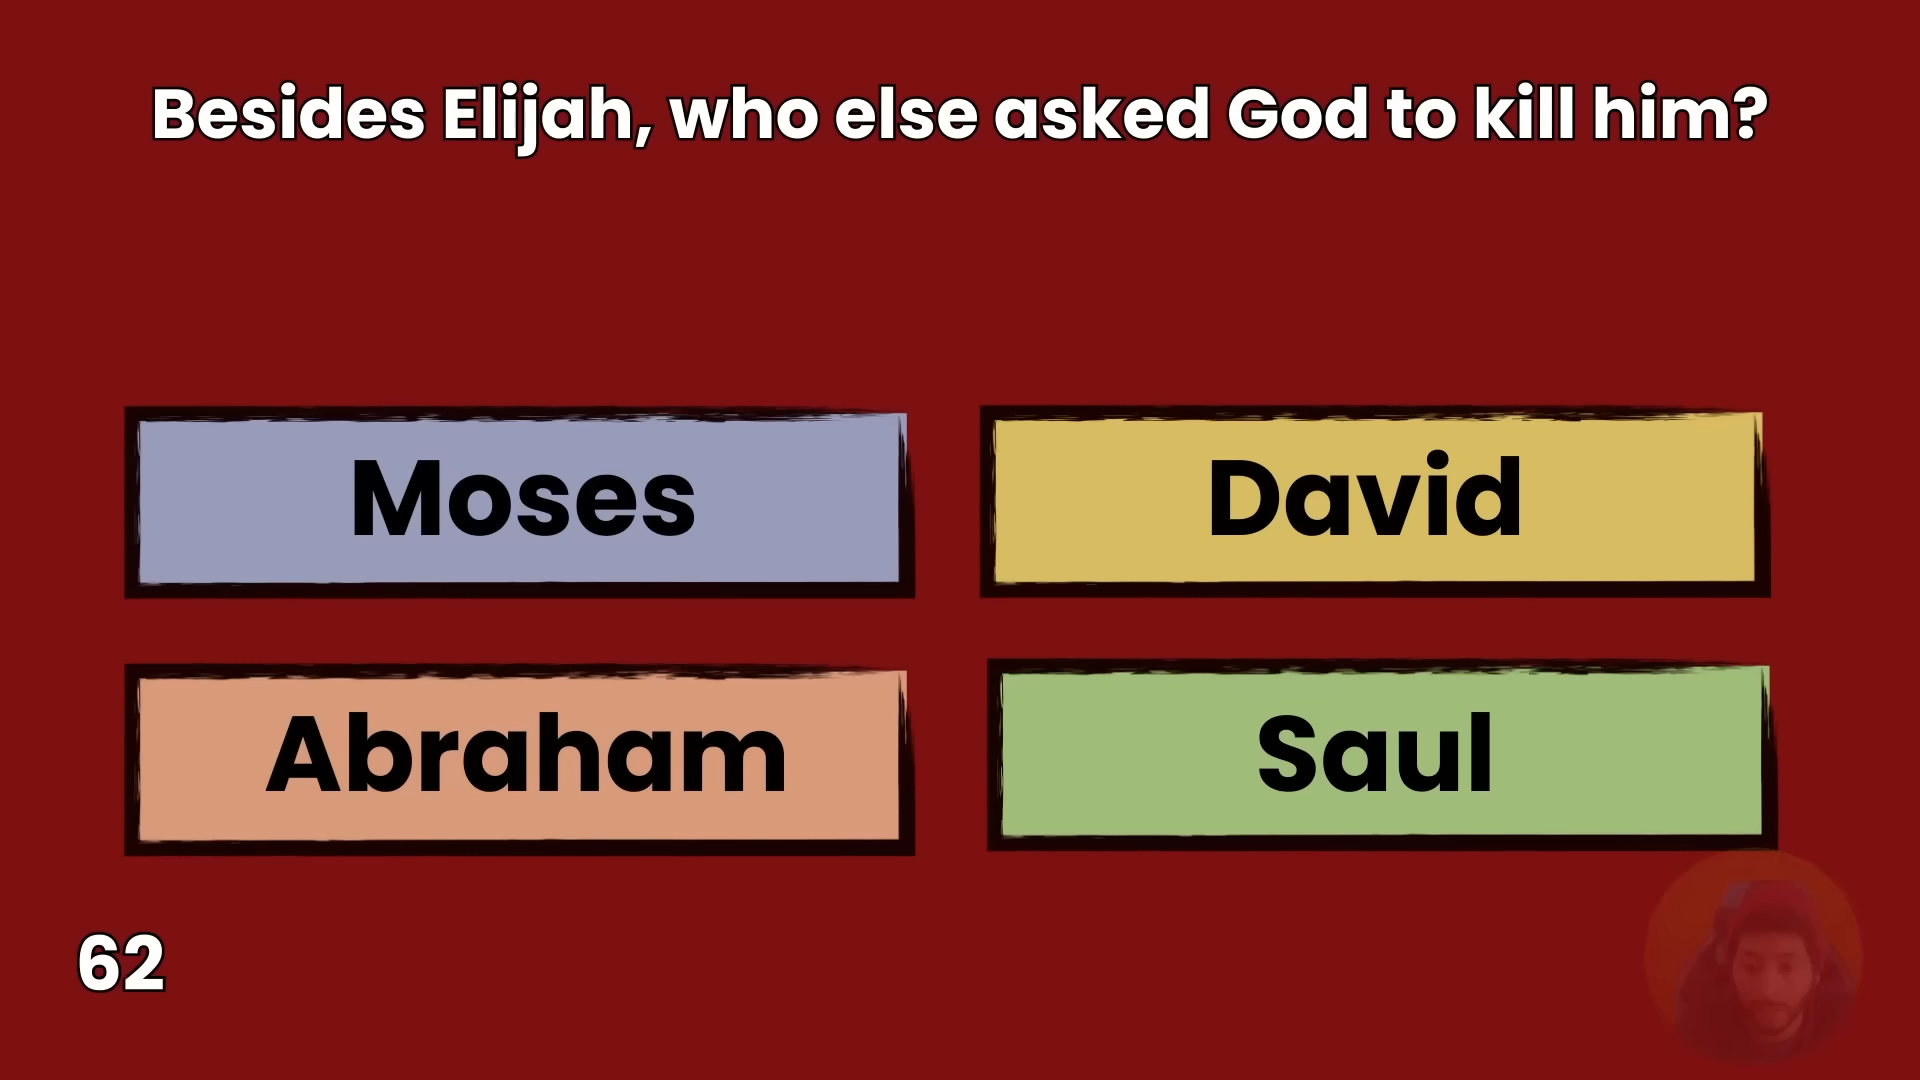 Besides Elijah, who else asked God to kill him?
Moses
David
Abraham
Saul
62